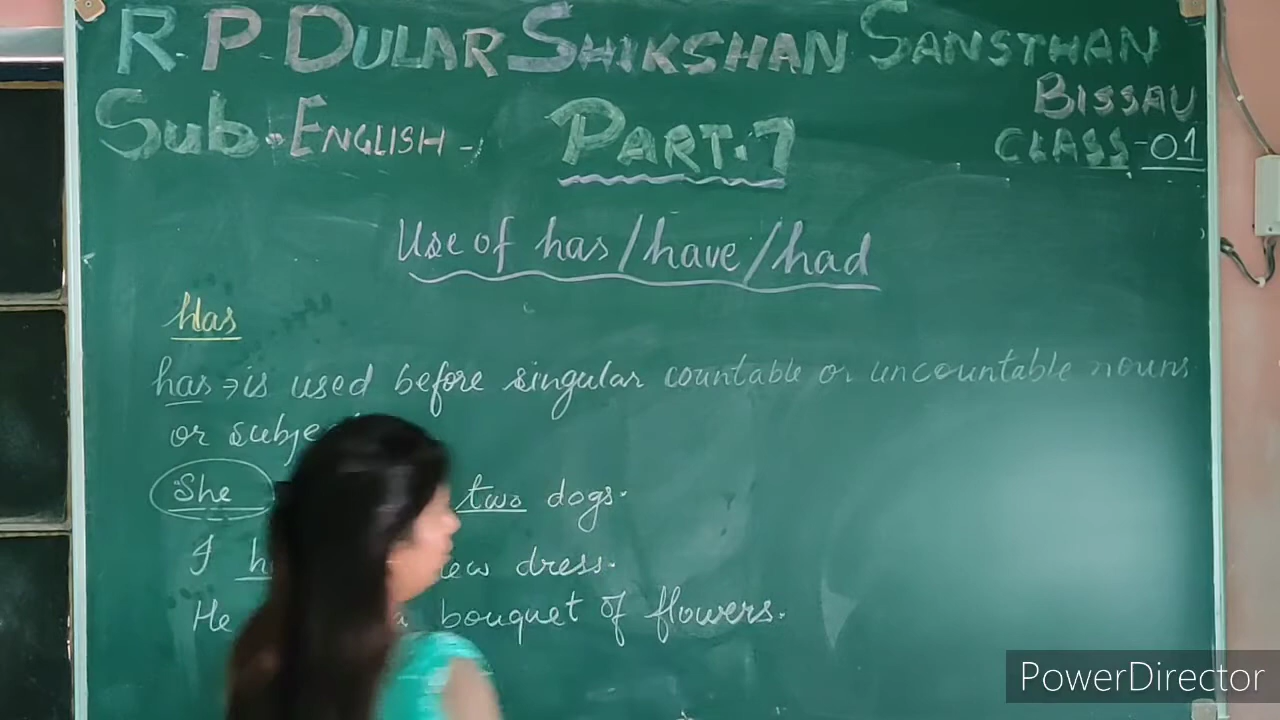 R.P. DULAR SHIKSHAN SANSTHAN
BISSAU
Sub. ENGLISH - PART.7 CLASS-01
Use of has/have/had
Has
has → is used before singular countable or uncountable nouns
or
She two dogs.
I dress.
He a bouquet of flowers.
PowerDirector